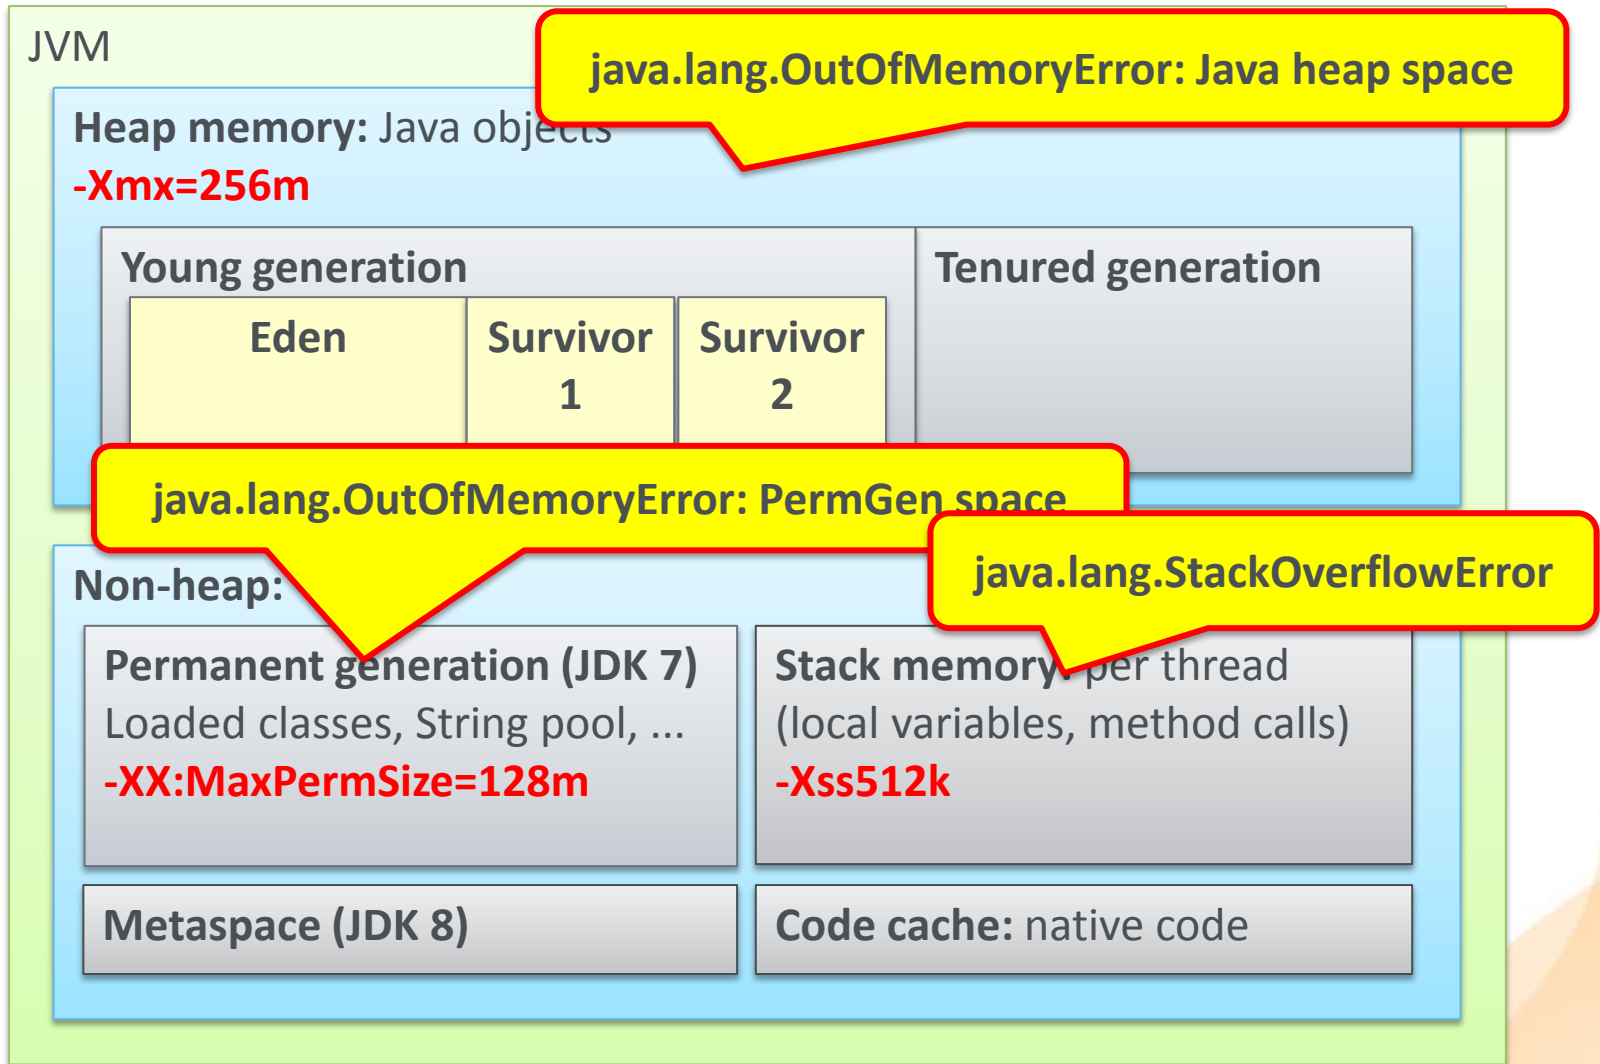 JVM
java.lang.OutOfMemoryError: Java heap space
Heap memory: Java objects
-Xmx=256m
Young generation
Tenured generation
Eden
Survivor
1
Survivor
2
java.lang.OutOfMemoryError: PermGen space
java.lang.StackOverflowError
Non-heap:
Permanent generation (JDK 7)
Loaded classes, String pool, ...
-XX:MaxPermSize=128m
Stack memory: per thread
(local variables, method calls)
-Xss512k
Metaspace (JDK 8)
Code cache: native code